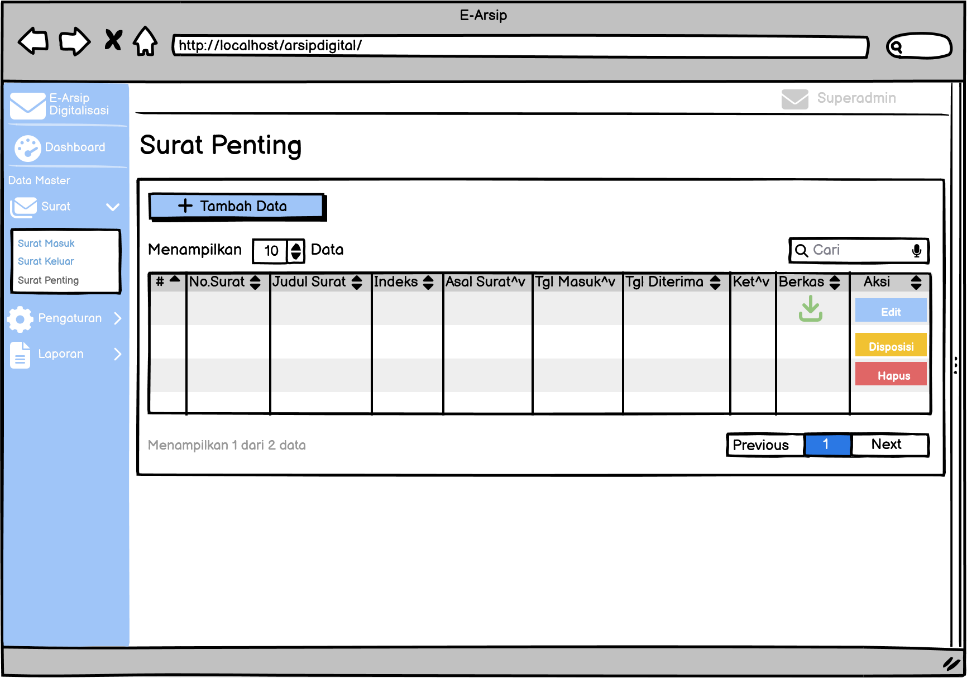 E-Arsip
http://localhost/arsipdigital/
E-Arsip
Digitalisasi
Superadmin
Dashboard
Surat Penting
Data Master
Surat
+ Tambah Data
Surat Masuk
Surat Keluar
Surat Penting
Menampilkan 10 Data
Cari
# No.Surat Judul Surat Indeks Asal Surat^v Tgl Masuk^v Tgl Diterima Ket^v Berkas Aksi
Edit
Disposisi
Hapus
Pengaturan
Laporan
Menampilkan 1 dari 2 data
Previous 1 Next